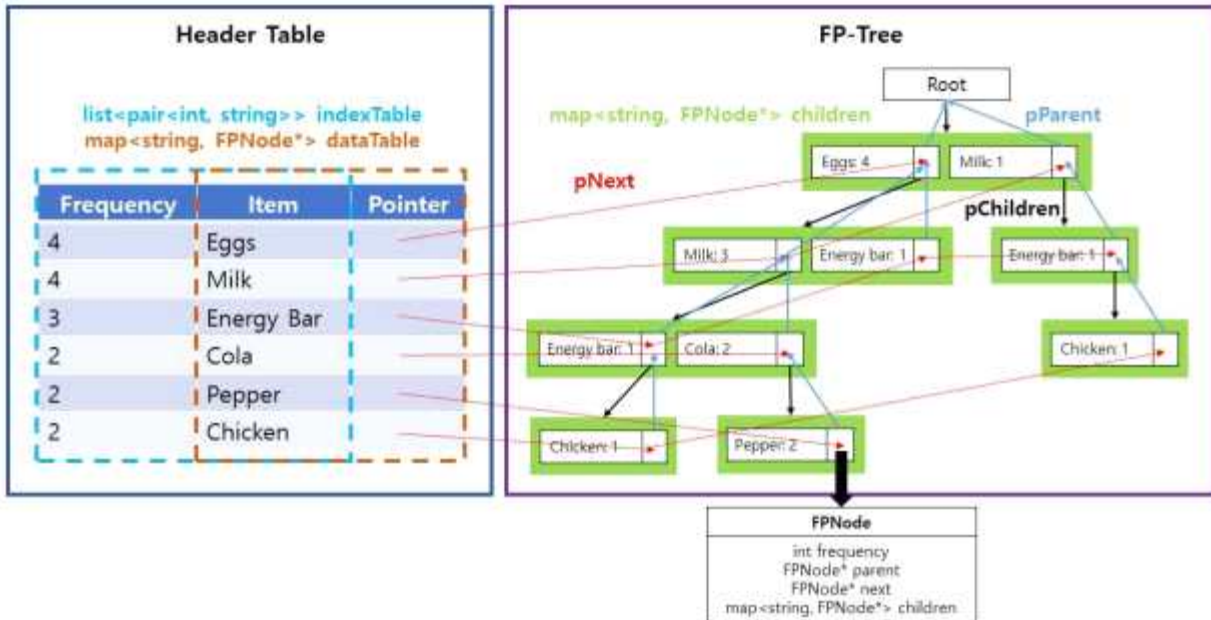 Header Table
list<pair<int, string>> indexTable
map<string, FPNode*> dataTable
Frequency Item Pointer
4 Eggs
4 Milk
3 Energy Bar
2 Cola
2 Pepper
2 Chicken
FP-Tree
Root
map<string, FPNode*> children
pParent
Eggs: 4
Milk: 1
pNext
pChildren
Milk: 3
Energy bar: 1
Energy bar: 1
Energy bar: 1
Cola: 2
Chicken: 1
Chicken: 1
Pepper: 2
FPNode
int frequency
FPNode* parent
FPNode* next
map<string, FPNode*> children